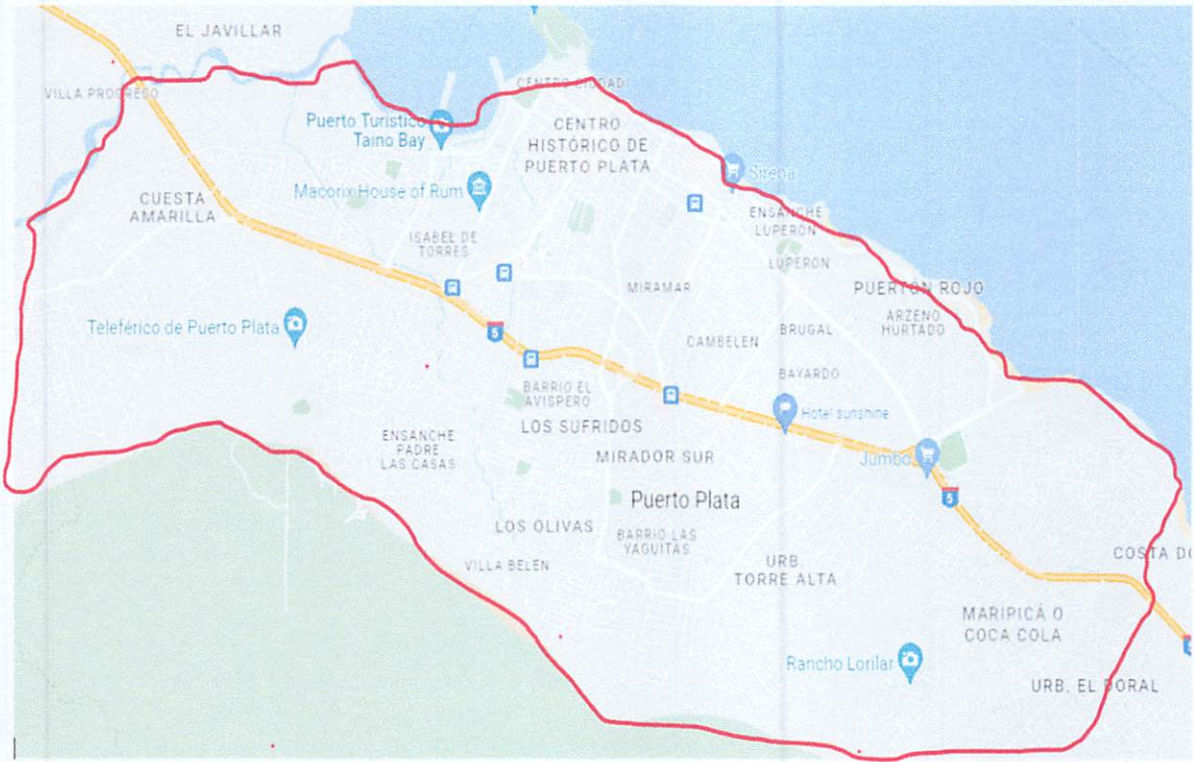 EL JAVILLAR
VILLA PROGRESO
CENTRO CIUDAD
Puerto Turístico
Taino Bay
CENTRO
HISTÓRICO DE
PUERTO PLATA
Sirena
Macorix House of Rum
CUESTA
AMARILLA
ENSANCHE
LUPERÓN
ISABEL DE
TORRES
LUPERÓN
MIRAMAR
PUERTÓN ROJO
Teleférico de Puerto Plata
5
ARZENO
HURTADO
BRUGAL
CAMBELEN
BAYARDO
BARRIO EL
AVISPERO
Hotel sunshine
LOS SUFRIDOS
ENSANCHE
PADRE
LAS CASAS
MIRADOR SUR
Jumbo
Puerto Plata
5
LOS OLIVAS
BARRIO LAS
YAGUITAS
COSTA DO
VILLA BELEN
URB.
TORRE ALTA
MARIPICÁ O
COCA COLA
Rancho Lorilar
URB. EL DORAL